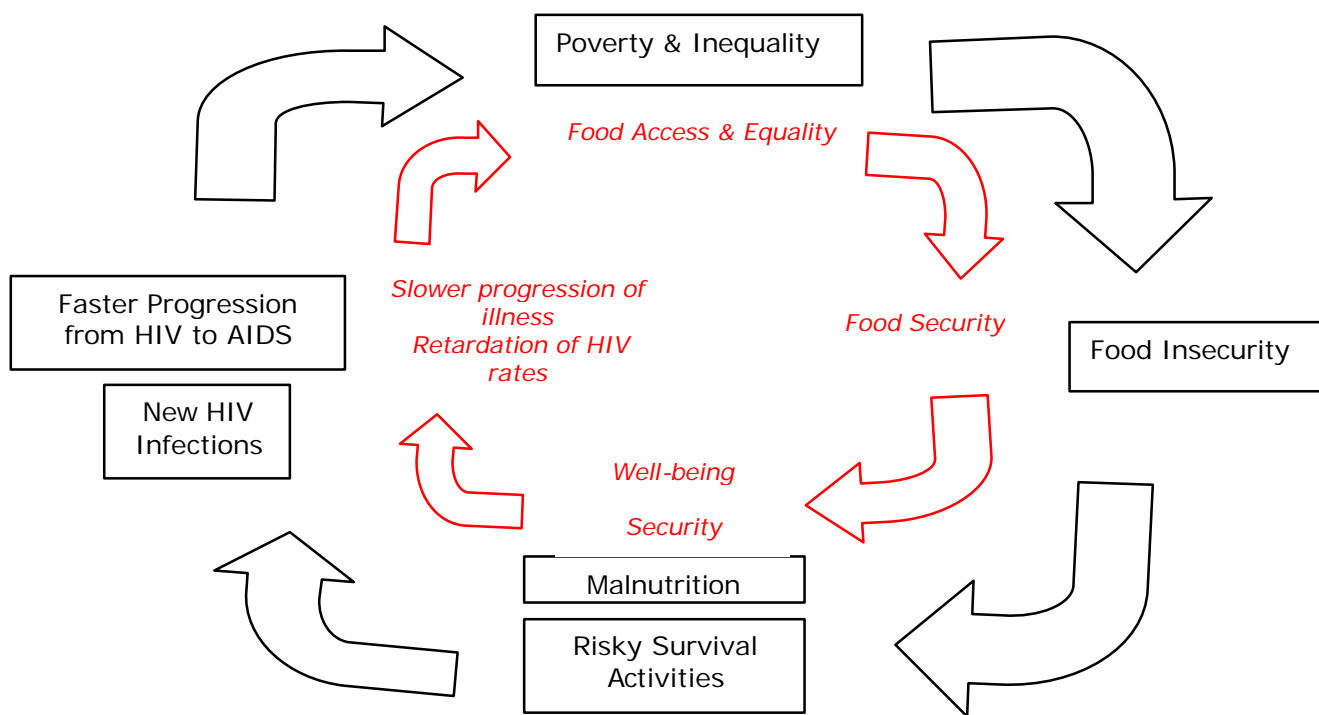 Poverty & Inequality
Food Access & Equality
Faster Progression
from HIV to AIDS
Slower progression of
illness
Retardation of HIV
rates
Food Security
Food Insecurity
New HIV
Infections
Well-being
Security
Malnutrition
Risky Survival
Activities